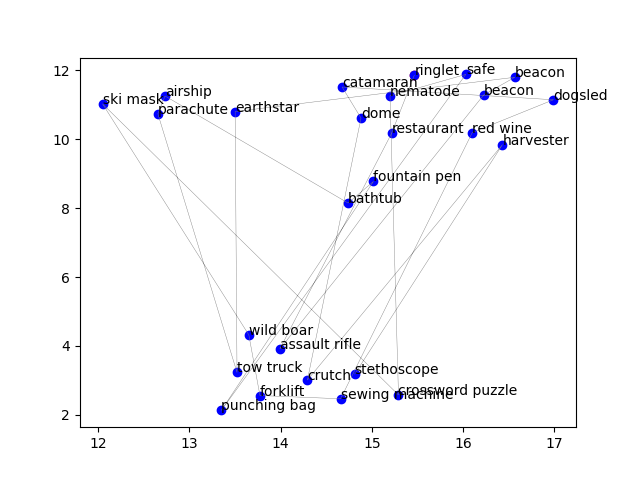 12
10
8
6
4
2
ringlet
safe
beacon
catamaran
nematode
beacon
dogsled
airship
ski mask
parachute
earthstar
dome
restaurant
red wine
harvester
fountain pen
bathtub
wild boar
assault rifle
tow truck
crutch
stethoscope
forklift
sewing machine
crossword puzzle
punching bag
12 13 14 15 16 17